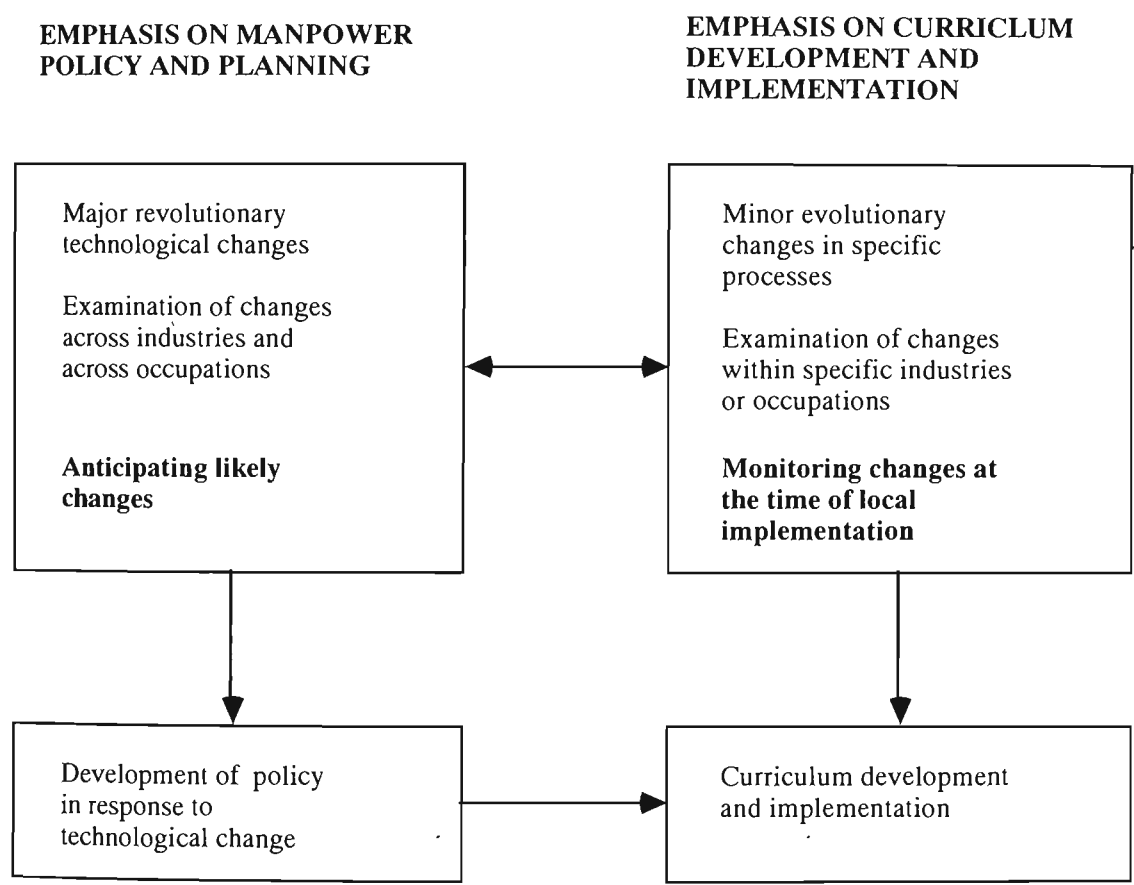 EMPHASIS ON MANPOWER
POLICY AND PLANNING
EMPHASIS ON CURRICLUM
DEVELOPMENT AND
IMPLEMENTATION
Major revolutionary
technological changes
Examination of changes
across industries and
across occupations
Anticipating likely
changes
Minor evolutionary
changes in specific
processes
Examination of changes
within specific industries
or occupations
Monitoring changes at
the time of local
implementation
Development of policy
in response to
technological change
Curriculum development
and implementation